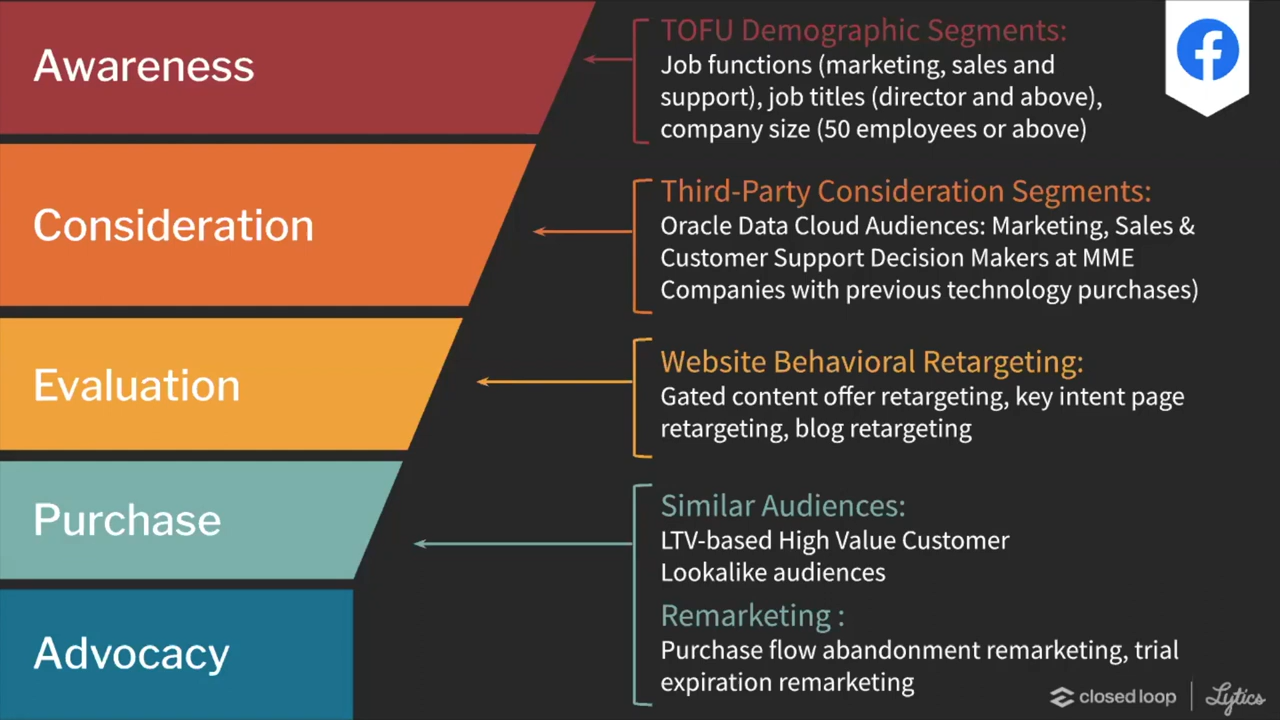 Awareness
TOFU Demographic Segments:
Job functions (marketing, sales and
support), job titles (director and above),
company size (50 employees or above)
Consideration
Third-Party Consideration Segments:
Oracle Data Cloud Audiences: Marketing, Sales &
Customer Support Decision Makers at MME
Companies with previous technology purchases)
Evaluation
Website Behavioral Retargeting:
Gated content offer retargeting, key intent page
retargeting, blog retargeting
Purchase
Similar Audiences:
LTV-based High Value Customer
Lookalike audiences
Remarketing :
Purchase flow abandonment remarketing, trial
expiration remarketing
Advocacy
closed loop
Lytics